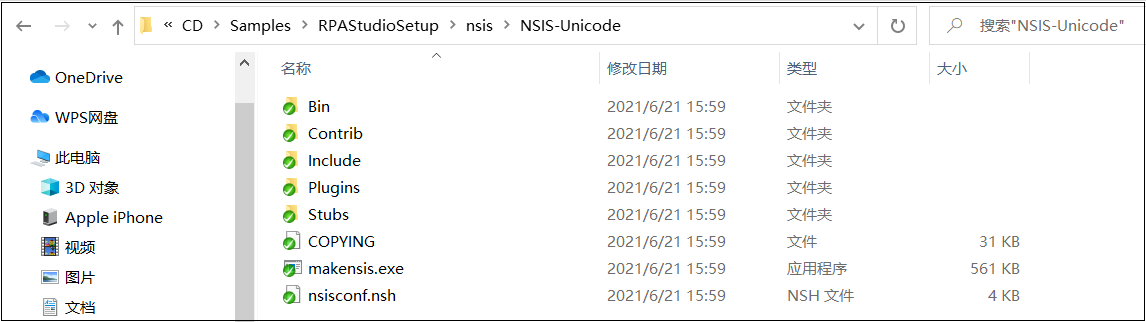 « CD > Samples > RPAStudioSetup > nsis > NSIS-Unicode
搜索"NSIS-Unicode"
OneDrive
WPS网盘
此电脑
3D 对象
Apple iPhone
视频
图片
文档
名称 修改日期 类型 大小
Bin 2021/6/21 15:59 文件夹
Contrib 2021/6/21 15:59 文件夹
Include 2021/6/21 15:59 文件夹
Plugins 2021/6/21 15:59 文件夹
Stubs 2021/6/21 15:59 文件夹
COPYING 2021/6/21 15:59 文件 31 KB
makensis.exe 2021/6/21 15:59 应用程序 561 KB
nsisconf.nsh 2021/6/21 15:59 NSH 文件 4 KB